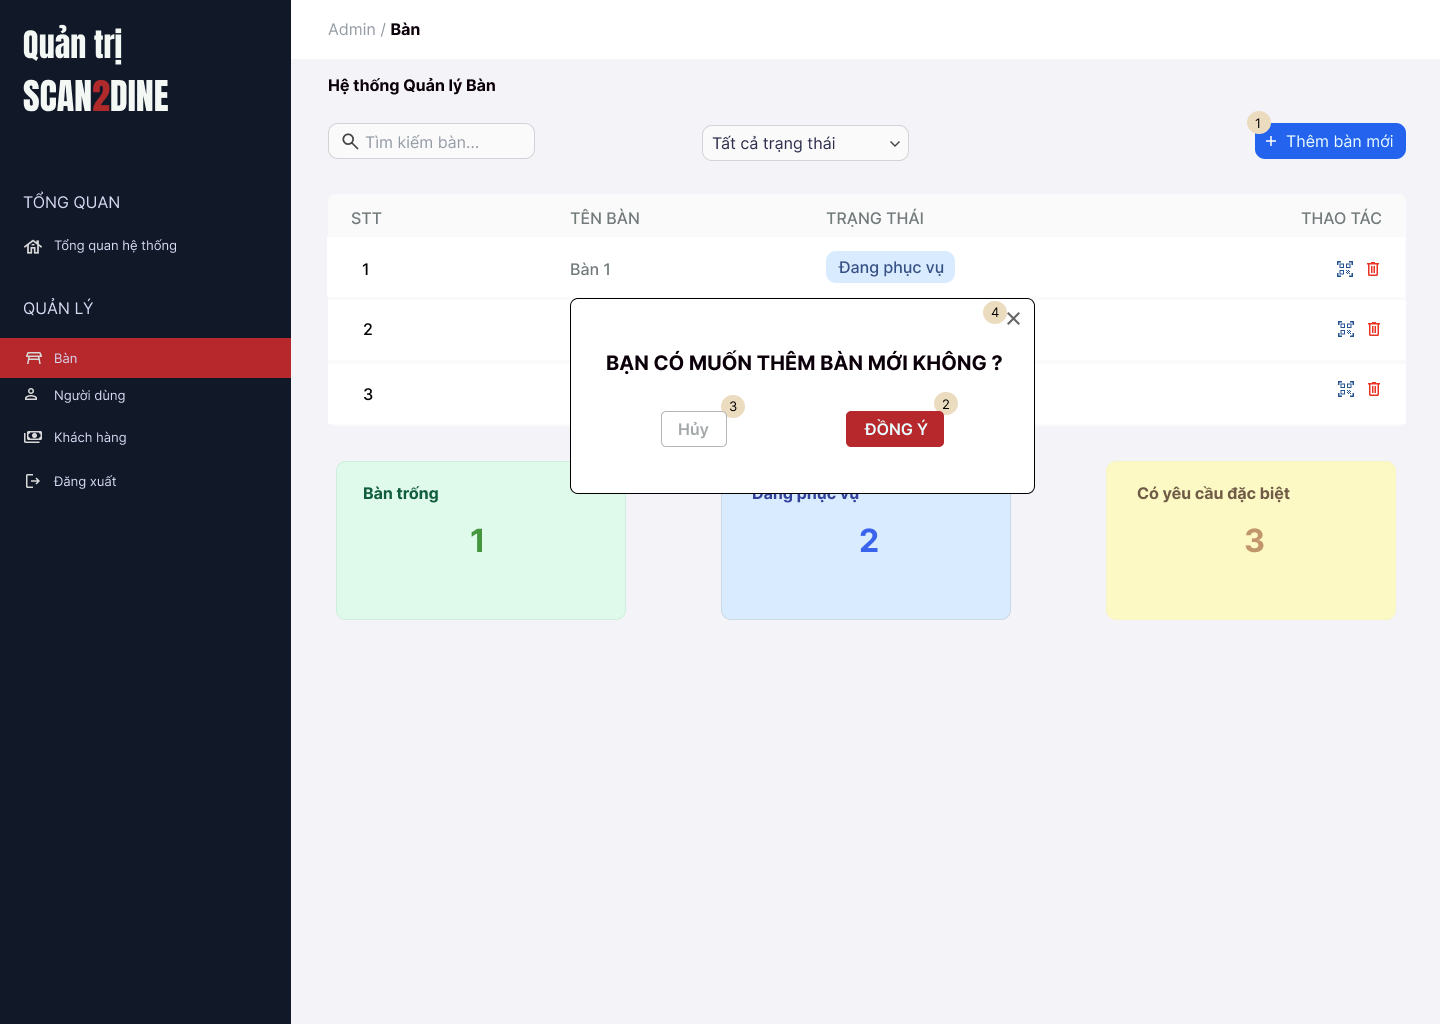 Quản trị
SCAN2DINE
TỔNG QUAN
Tổng quan hệ thống
QUẢN LÝ
Bàn
Người dùng
Khách hàng
Đăng xuất
Admin / Bàn
Hệ thống Quản lý Bàn
Tìm kiếm bàn...
Tất cả trạng thái
1
+ Thêm bàn mới
STT TÊN BÀN TRẠNG THÁI THAO TÁC
1 Bàn 1 Đang phục vụ
2
3
4
BẠN CÓ MUỐN THÊM BÀN MỚI KHÔNG ?
3
Hủy
2
ĐỒNG Ý
Bàn trống
1
Đang phục vụ
2
Có yêu cầu đặc biệt
3